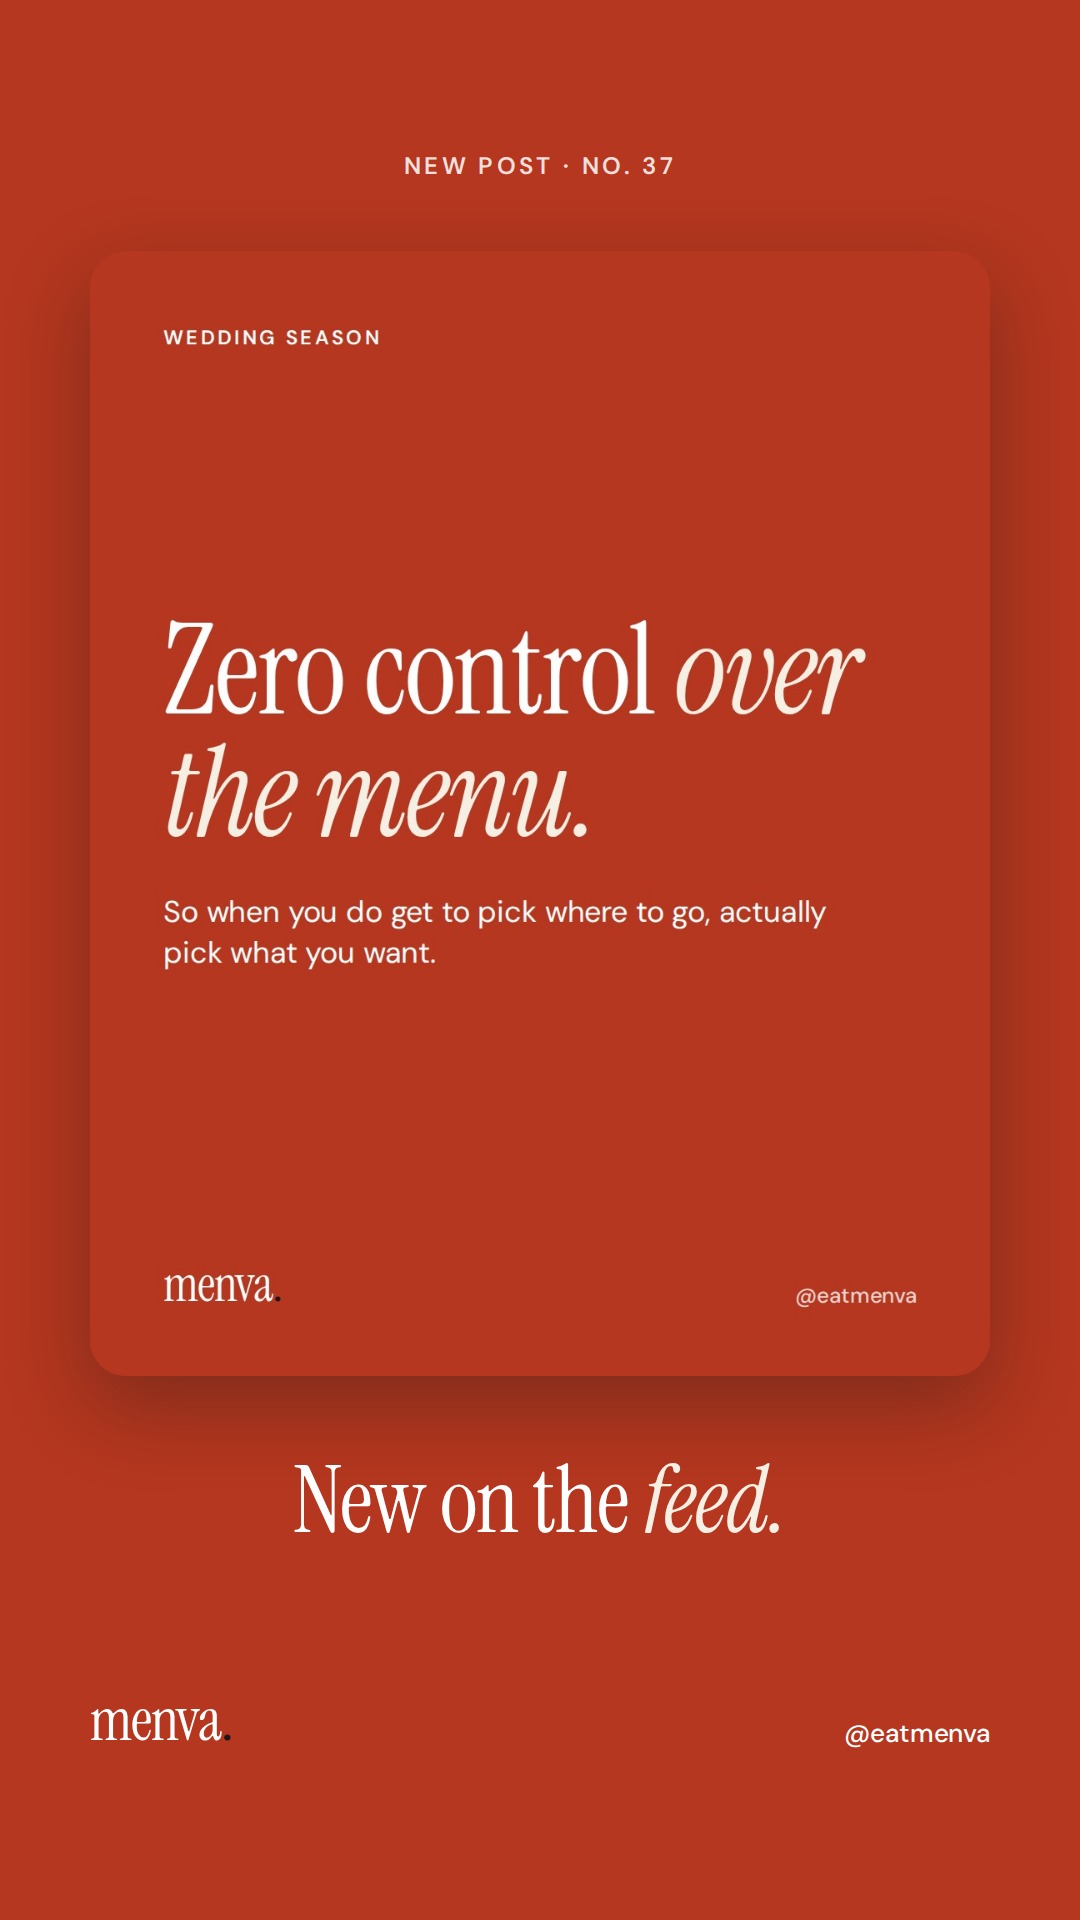 NEW POST · NO. 37
WEDDING SEASON
Zero control over
the menu.
So when you do get to pick where to go, actually
pick what you want.
menva.
@eatmenva
New on the feed.
menva.
@eatmenva